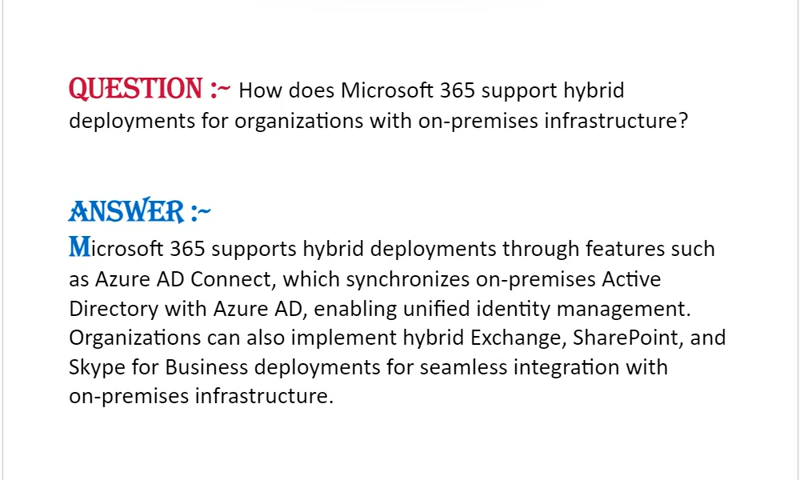 QUESTION :~ How does Microsoft 365 support hybrid
deployments for organizations with on-premises infrastructure?
ANSWER :~
Microsoft 365 supports hybrid deployments through features such
as Azure AD Connect, which synchronizes on-premises Active
Directory with Azure AD, enabling unified identity management.
Organizations can also implement hybrid Exchange, SharePoint, and
Skype for Business deployments for seamless integration with
on-premises infrastructure.